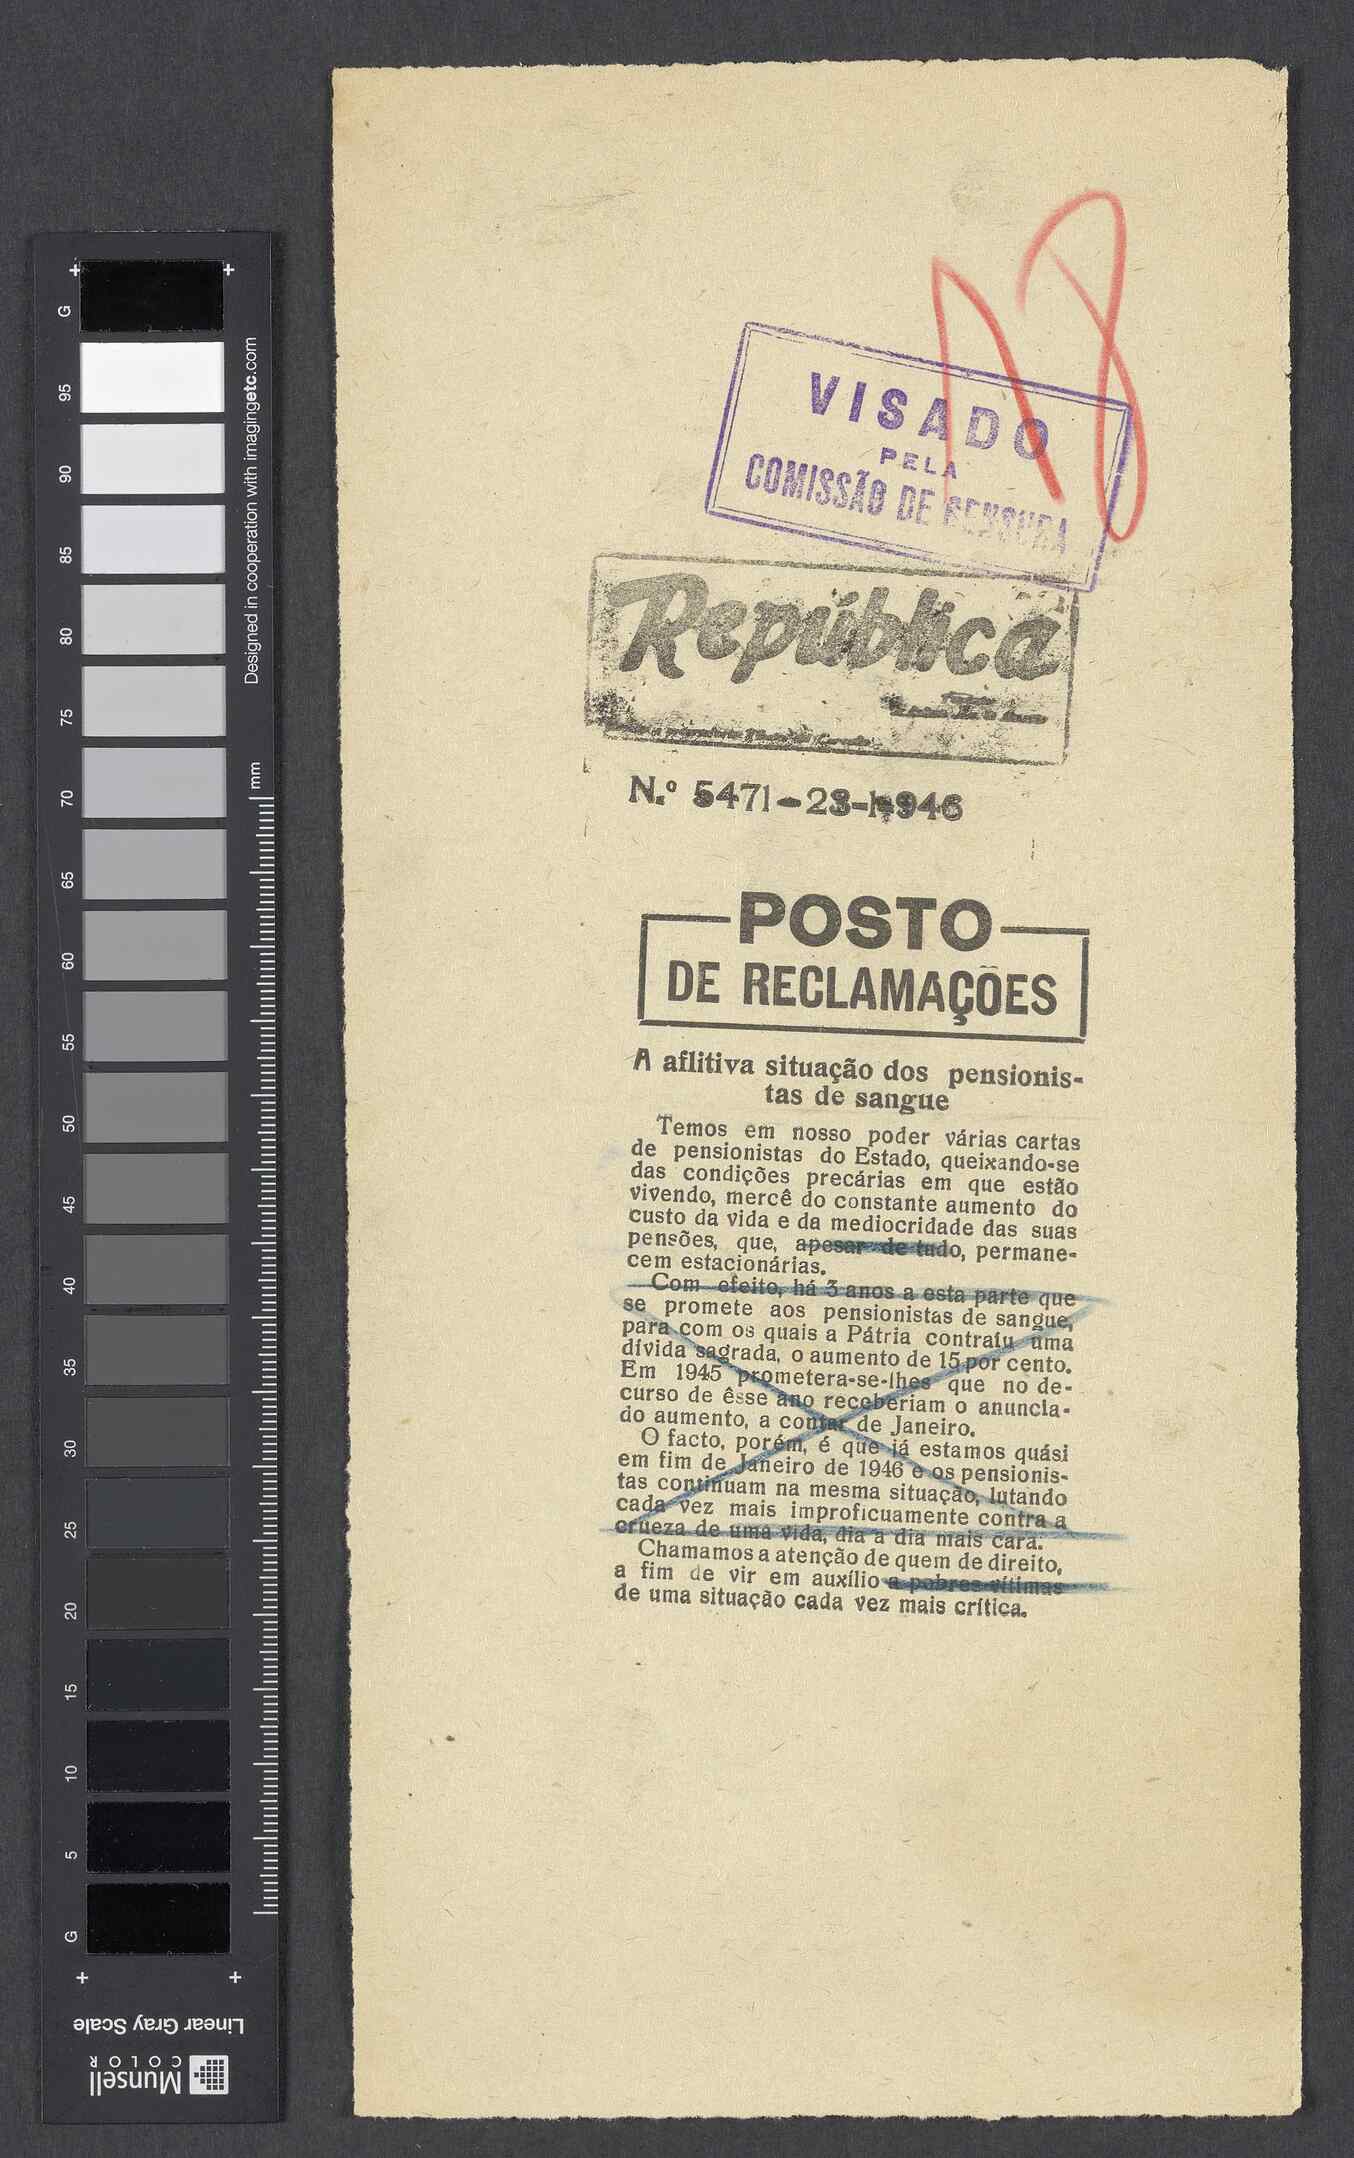 18
VISADO
PELA
COMISSÃO DE CENSURA
República
N.º 5471-23-1-946
POSTO
DE RECLAMAÇÕES
A aflitiva situação dos pensionis-
tas de sangue
Temos em nosso poder várias cartas
de pensionistas do Estado, queixando-se
das condições precárias em que estão
vivendo, mercê do constante aumento do
custo da vida e da mediocridade das suas
pensões, que, apesar de tudo, permane-
cem estacionárias.
Com efeito, há 3 anos a esta parte que
se promete aos pensionistas de sangue,
para com os quais a Pátria contraíu uma
dívida sagrada, o aumento de 15 por cento.
Em 1945 prometera-se-lhes que no de-
curso de êsse ano receberiam o anuncia-
do aumento, a contar de Janeiro.
O facto, porém, é que já estamos quási
em fim de Janeiro de 1946 e os pensionis-
tas continuam na mesma situação, lutando
cada vez mais improficuamente contra a
crueza de uma vida, dia a dia mais cara.
Chamamos a atenção de quem de direito,
a fim de vir em auxílio a pobres vítimas
de uma situação cada vez mais crítica.
G
95
90
85
80
75
70
65
60
55
50
45
40
35
30
25
20
15
10
5
G
Designed in cooperation with imagingetc.com
mm
Linear Gray Scale
Munsell
COLOR